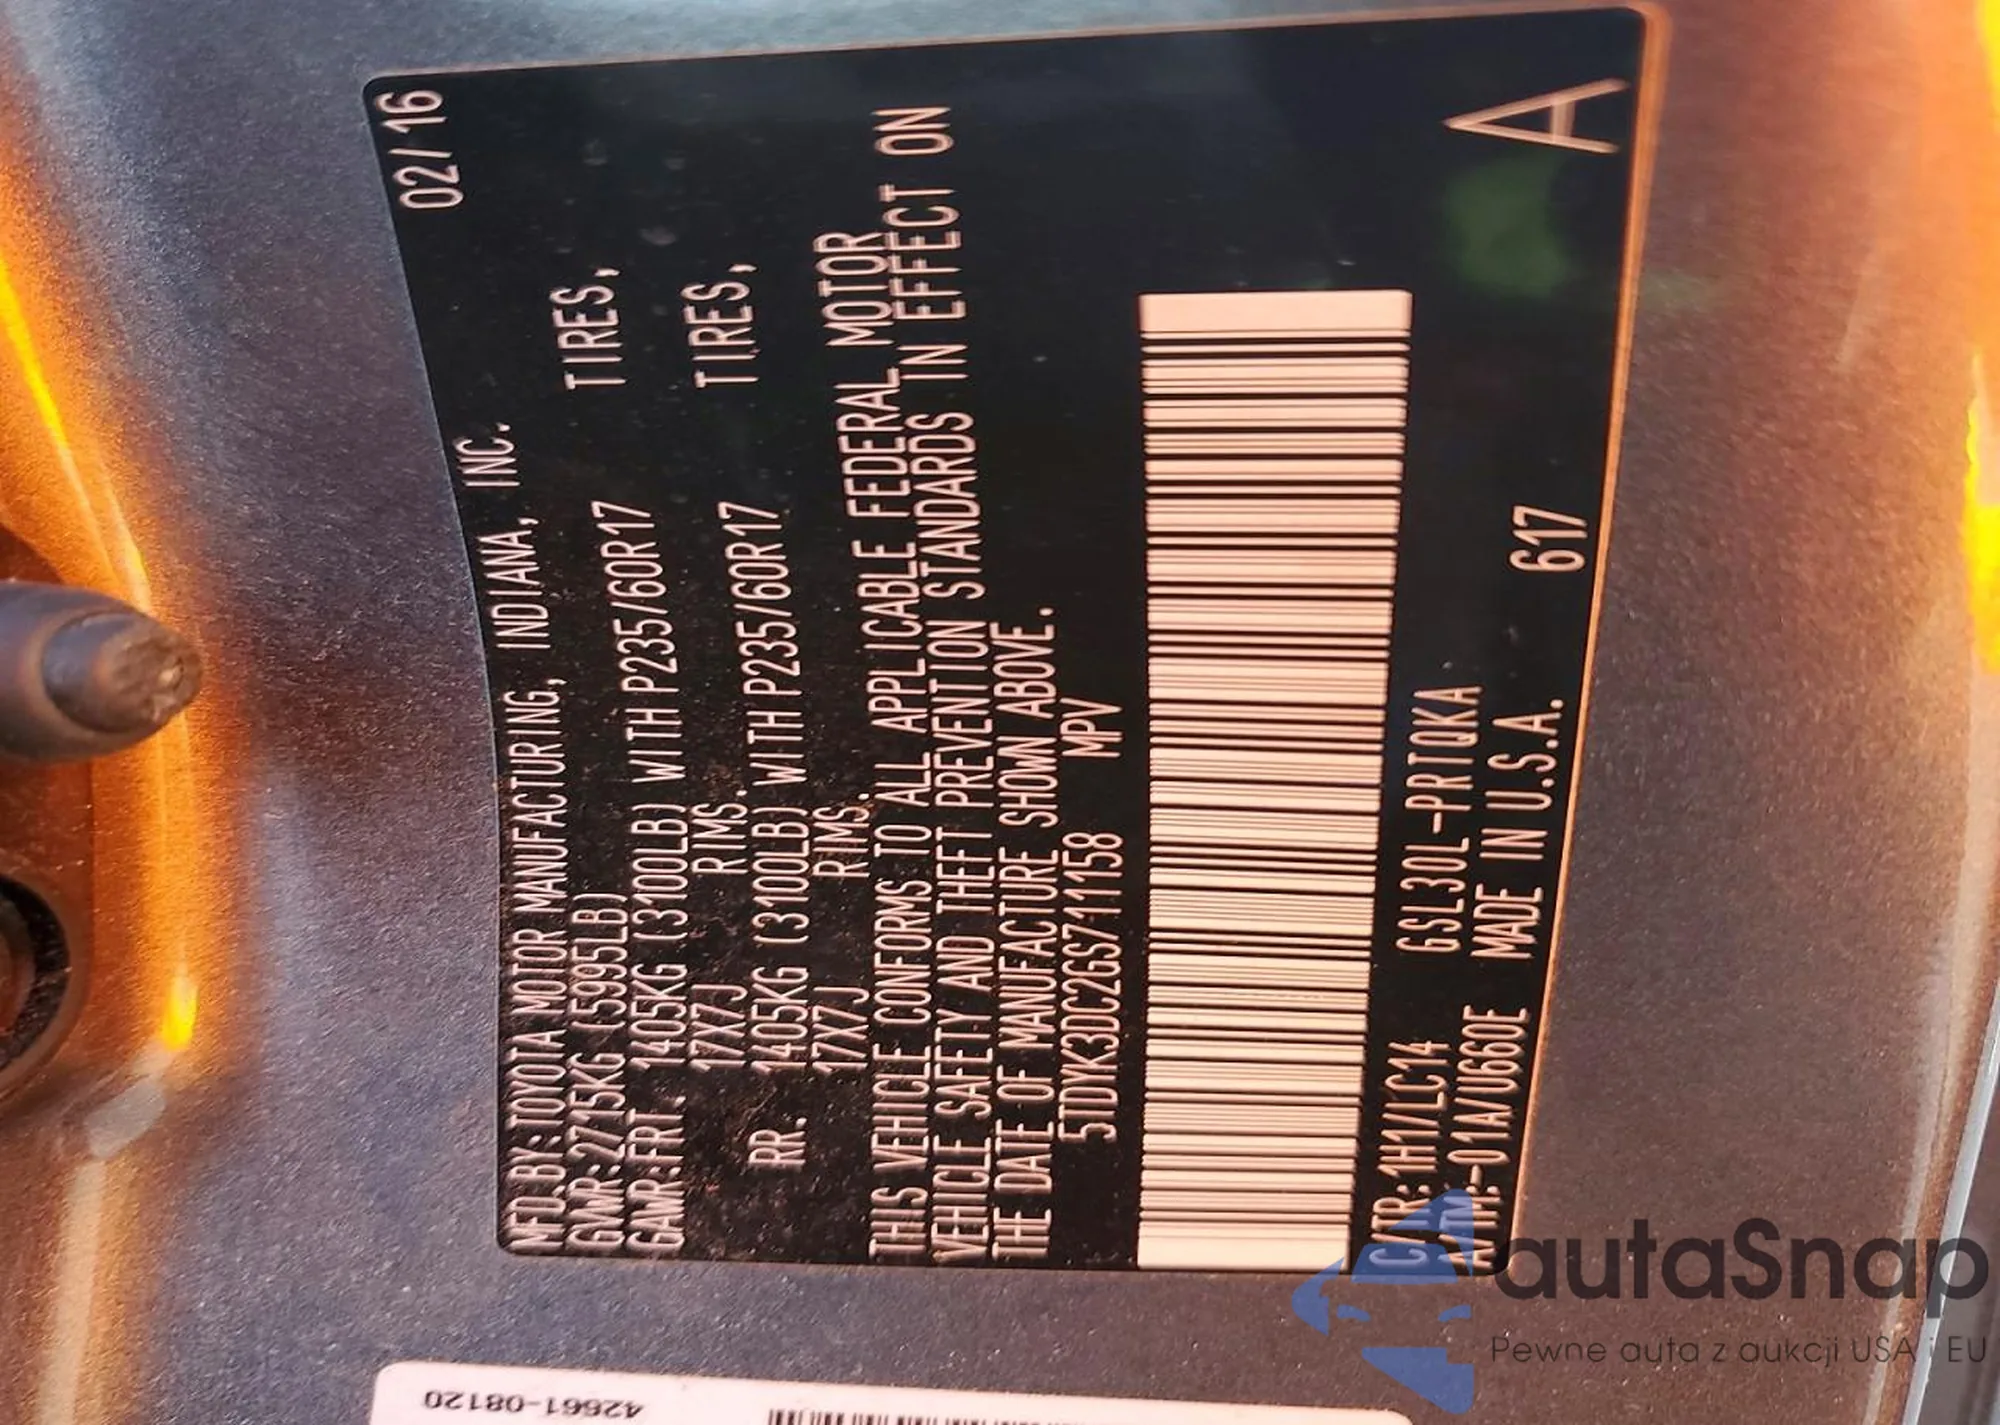 02/16
MFD.BY:TOYOTA MOTOR MANUFACTURING, INDIANA, INC.
GVWR:2715KG (5995LB)
GAWR:FRT. 1405KG (3100LB) WITH P235/60R17 TIRES,
17X7J RIMS.
RR. 1405KG (3100LB) WITH P235/60R17 TIRES,
17X7J RIMS.
THIS VEHICLE CONFORMS TO ALL APPLICABLE FEDERAL MOTOR
VEHICLE SAFETY AND THEFT PREVENTION STANDARDS IN EFFECT ON
THE DATE OF MANUFACTURE SHOWN ABOVE.
5TDYK3DC2GS711158 MPV
C/TR:1H1/LC14 GSL30L-PRTQKA
A/TM:-01A/U660E MADE IN U.S.A. 617
A
42661-08120
autaSnap
Pewne auta z aukcji USA i EU